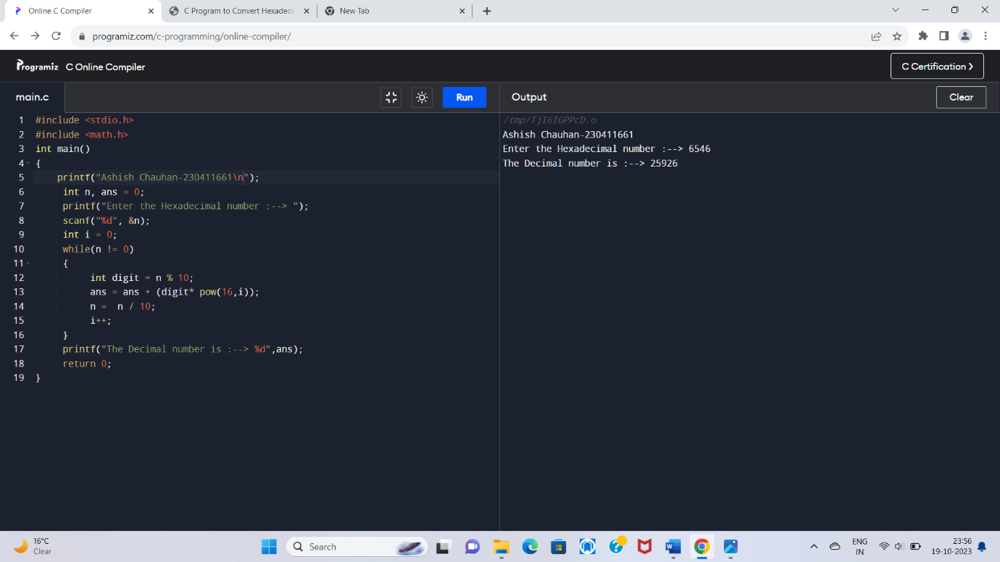 Online C Compiler
C Program to Convert Hexadecir
New Tab
programiz.com/c-programming/online-compiler/
Programiz C Online Compiler
C Certification >
main.c
Run
Output
Clear
1 #include <stdio.h>
2 #include <math.h>
3 int main()
4 {
5 printf("Ashish Chauhan-230411661\n");
6 int n, ans = 0;
7 printf("Enter the Hexadecimal number :--> ");
8 scanf("%d", &n);
9 int i = 0;
10 while(n != 0)
11 {
12 int digit = n % 10;
13 ans = ans + (digit* pow(16,i));
14 n =  n / 10;
15 i++;
16 }
17 printf("The Decimal number is :--> %d",ans);
18 return 0;
19 }
/tmp/TjI6IGPPcD.o
Ashish Chauhan-230411661
Enter the Hexadecimal number :--> 6546
The Decimal number is :--> 25926
16°C
Clear
Search
ENG
IN
23:56
19-10-2023